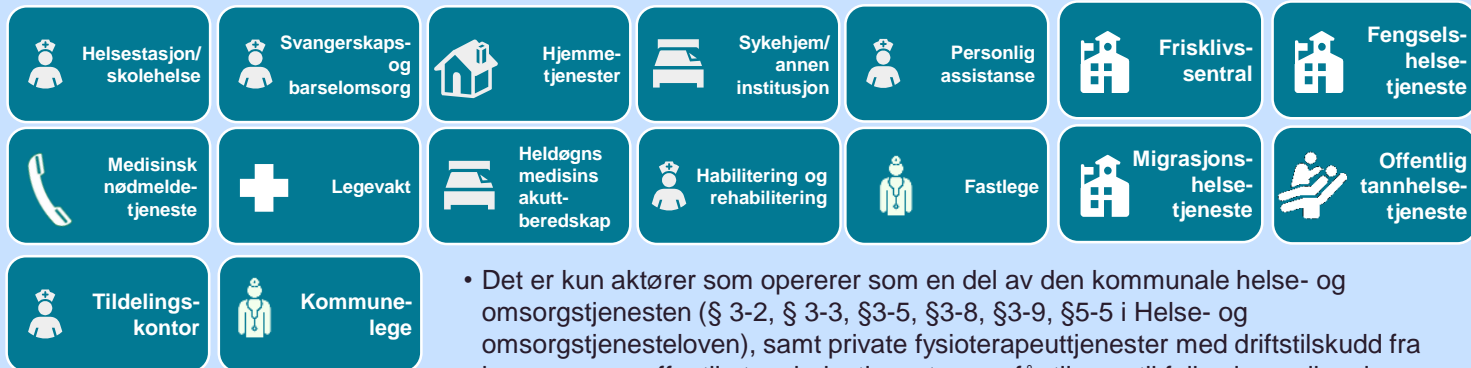 Helsestasjon/
skolehelse
Svangerskaps-
og
barselomsorg
Hjemme-
tjenester
Sykehjem/
annen
institusjon
Personlig
assistanse
Frisklivs-
sentral
Fengsels-
helse-
tjeneste
Medisinsk
nødmelde-
tjeneste
Legevakt
Heldøgns
medisins
akutt-
beredskap
Habilitering og
rehabilitering
Fastlege
Migrasjons-
helse-
tjeneste
Offentlig
tannhelse-
tjeneste
Tildelings-
kontor
Kommune-
lege
• Det er kun aktører som opererer som en del av den kommunale helse- og
omsorgstjenesten (§ 3-2, § 3-3, §3-5, §3-8, §3-9, §5-5 i Helse- og
omsorgstjenesteloven), samt private fysioterapeuttjenester med driftstilskudd fra